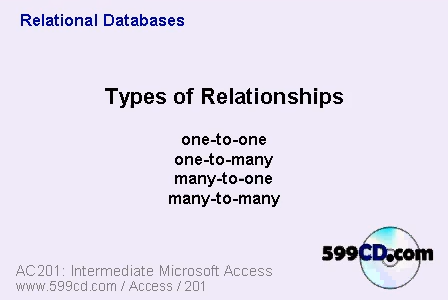 Relational Databases
Types of Relationships
one-to-one
one-to-many
many-to-one
many-to-many
599CD.com
AC201: Intermediate Microsoft Access
www.599cd.com / Access / 201